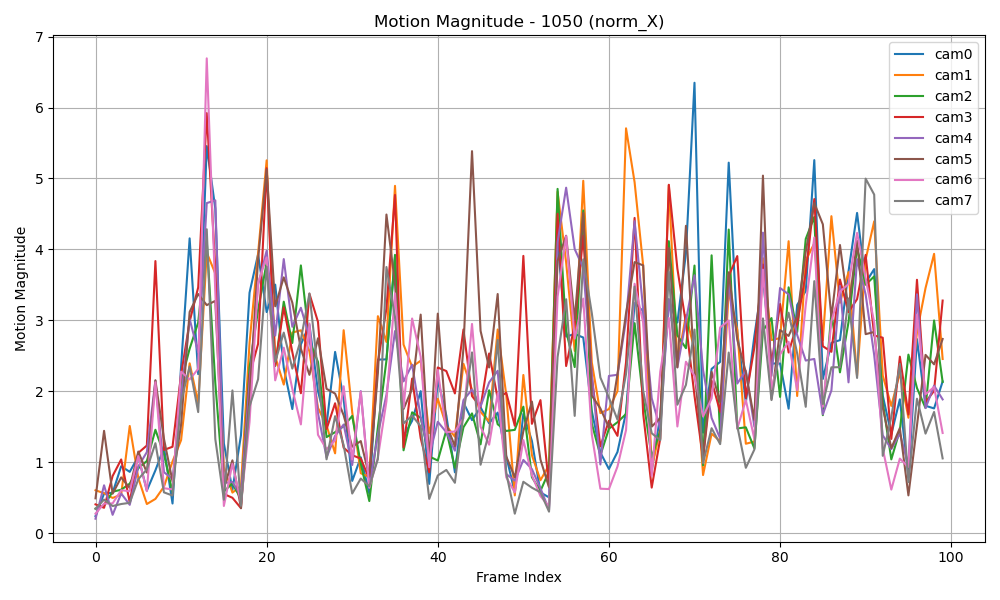 Motion Magnitude - 1050 (norm_X)
Motion Magnitude
7
6
5
4
3
2
1
0
cam0
cam1
cam2
cam3
cam4
cam5
cam6
cam7
0 20 40 60 80 100
Frame Index